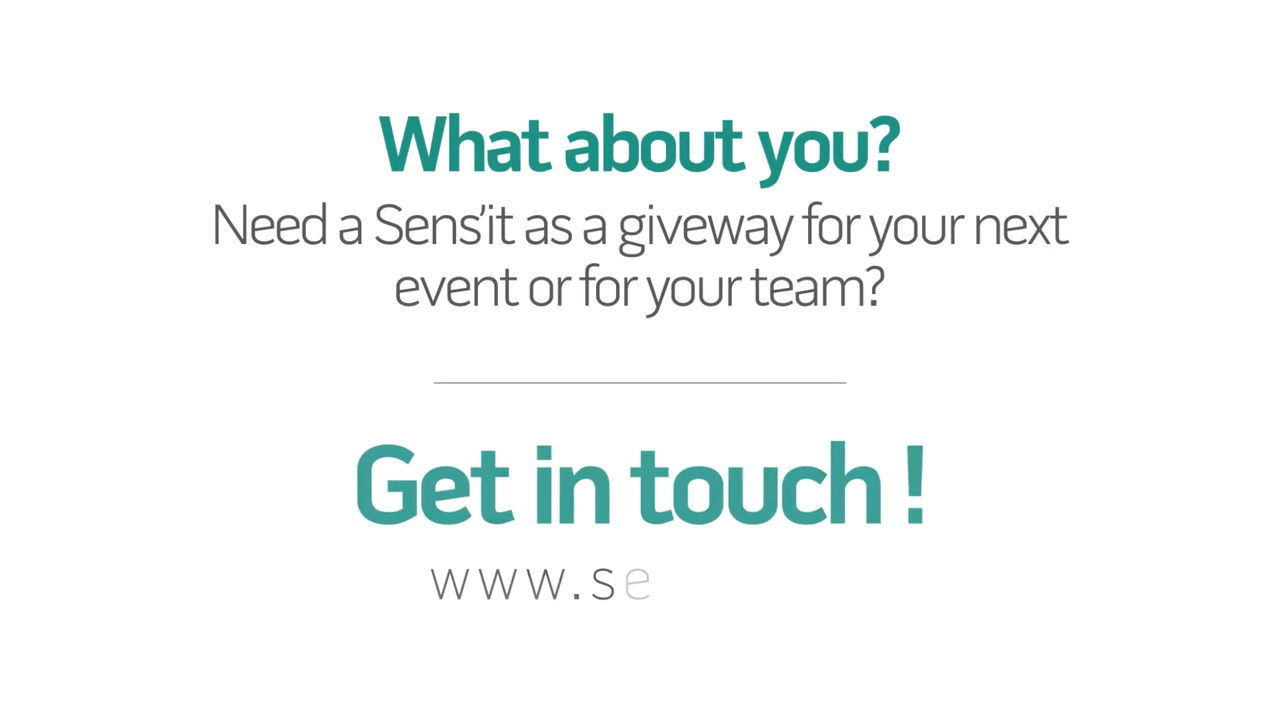 What about you?
Need a Sens'it as a giveway for your next
event or for your team?
Get in touch !
www.se